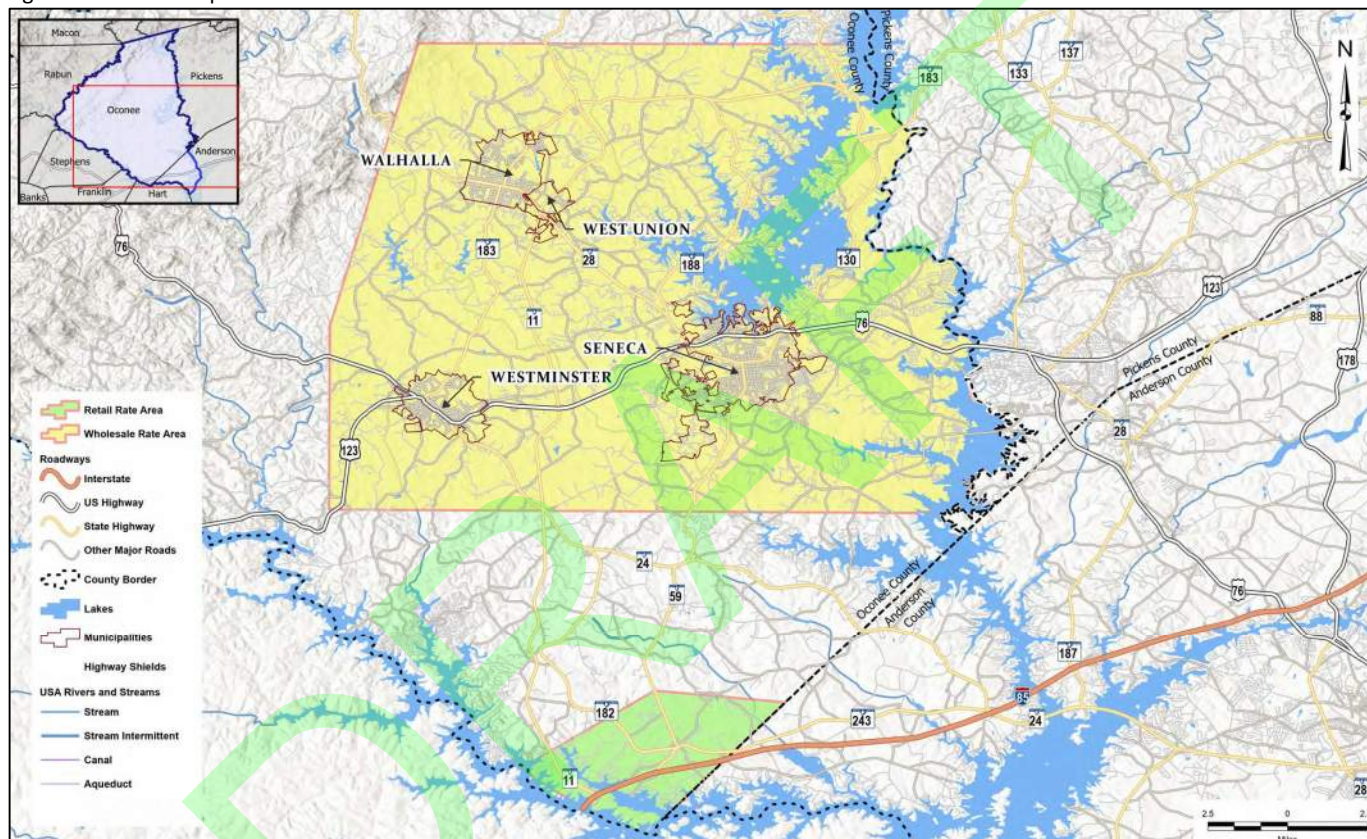 Macon
Rabun
Pickens
Oconee
Stephens
Anderson
Franklin
Hart
Banks
Oconee County
Pickens County
N
137
133
183
WALHALLA
WEST UNION
76
183
28
188
130
123
11
76
88
SENECA
Pickens County
Anderson County
178
WESTMINSTER
28
123
Retail Rate Area
Wholesale Rate Area
Roadways
Interstate
US Highway
State Highway
Other Major Roads
County Border
Lakes
Municipalities
Highway Shields
USA Rivers and Streams
Stream
Stream Intermittent
Canal
Aqueduct
24
59
Oconee County
Anderson County
76
187
85
182
243
24
11
28
2.5 0
Miles
DRAFT